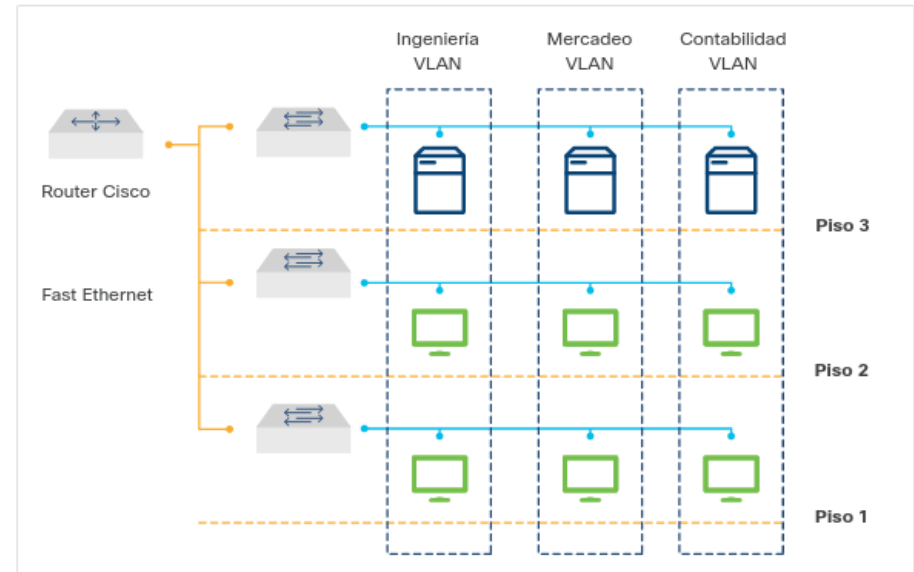 Ingeniería
VLAN
Mercadeo
VLAN
Contabilidad
VLAN
Router Cisco
Piso 3
Fast Ethernet
Piso 2
Piso 1